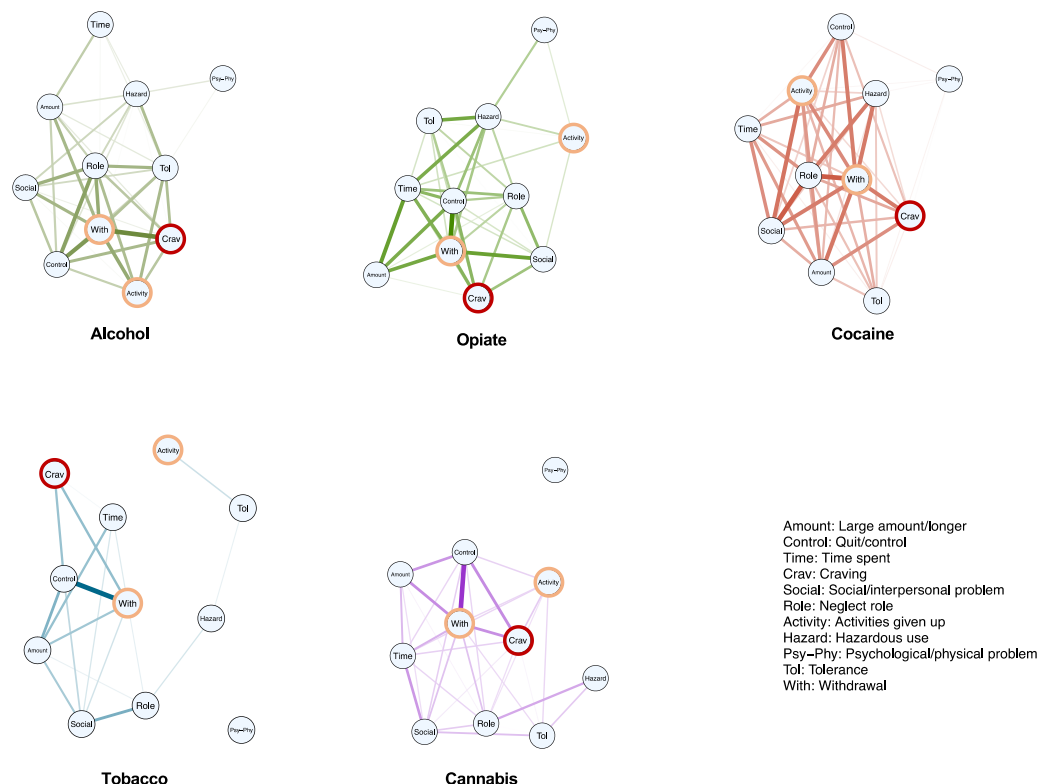 Time
Psy–Phy
Hazard
Amount
Role
Tol
Social
With
Crav
Control
Activity
Alcohol
Psy–Phy
Tol
Hazard
Activity
Time
Control
Role
With
Social
Amount
Crav
Opiate
Control
Psy–Phy
Activity
Hazard
Time
Role
With
Crav
Social
Amount
Tol
Cocaine
Activity
Crav
Tol
Time
Control
With
Hazard
Amount
Role
Social
Psy–Phy
Tobacco
Psy–Phy
Control
Amount
Activity
With
Crav
Time
Hazard
Role
Social
Tol
Cannabis
Amount: Large amount/longer
Control: Quit/control
Time: Time spent
Crav: Craving
Social: Social/interpersonal problem
Role: Neglect role
Activity: Activities given up
Hazard: Hazardous use
Psy–Phy: Psychological/physical problem
Tol: Tolerance
With: Withdrawal